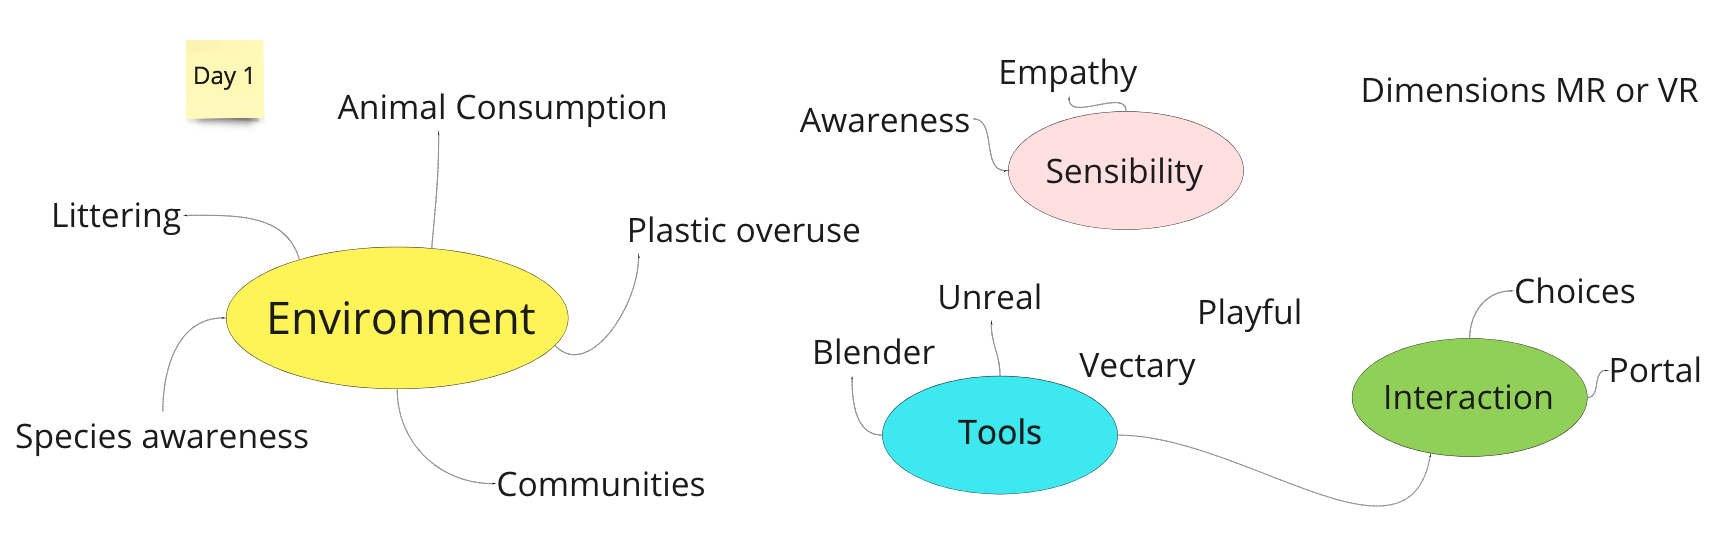 Day 1
Animal Consumption
Littering
Plastic overuse
Environment
Species awareness
Communities
Empathy
Awareness
Sensibility
Dimensions MR or VR
Unreal
Playful
Blender
Vectary
Tools
Choices
Portal
Interaction